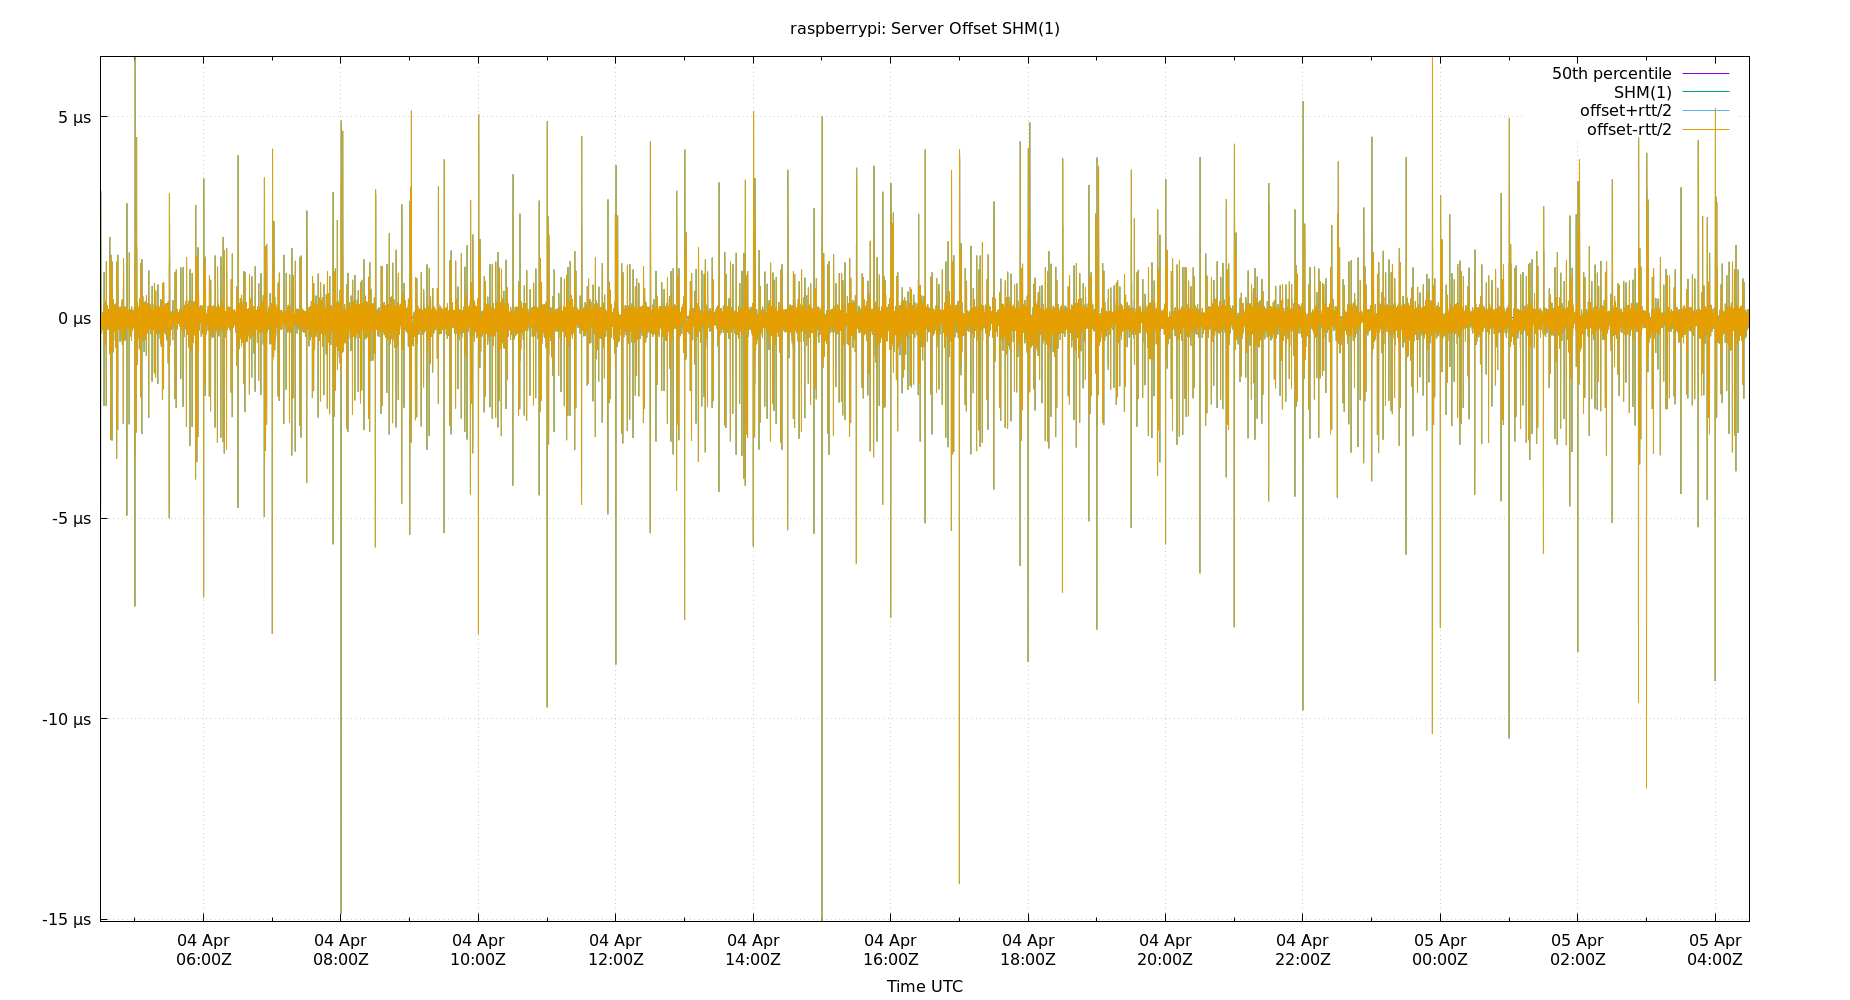 raspberrypi: Server Offset SHM(1)
50th percentile
SHM(1)
offset+rtt/2
offset-rtt/2
5 µs
0 µs
-5 µs
-10 µs
-15 µs
04 Apr 04 Apr 04 Apr 04 Apr 04 Apr 04 Apr 04 Apr 04 Apr 04 Apr 05 Apr 05 Apr 05 Apr
06:00Z 08:00Z 10:00Z 12:00Z 14:00Z 16:00Z 18:00Z 20:00Z 22:00Z 00:00Z 02:00Z 04:00Z
Time UTC